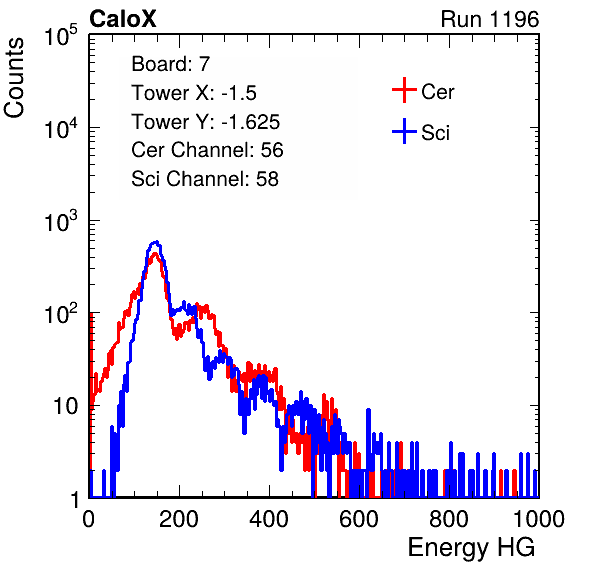 CaloX Run 1196
Counts
Board: 7
Tower X: -1.5
Tower Y: -1.625
Cer Channel: 56
Sci Channel: 58
Cer
Sci
10^5
10^4
10^3
10^2
10
1
0 200 400 600 800 1000
Energy HG